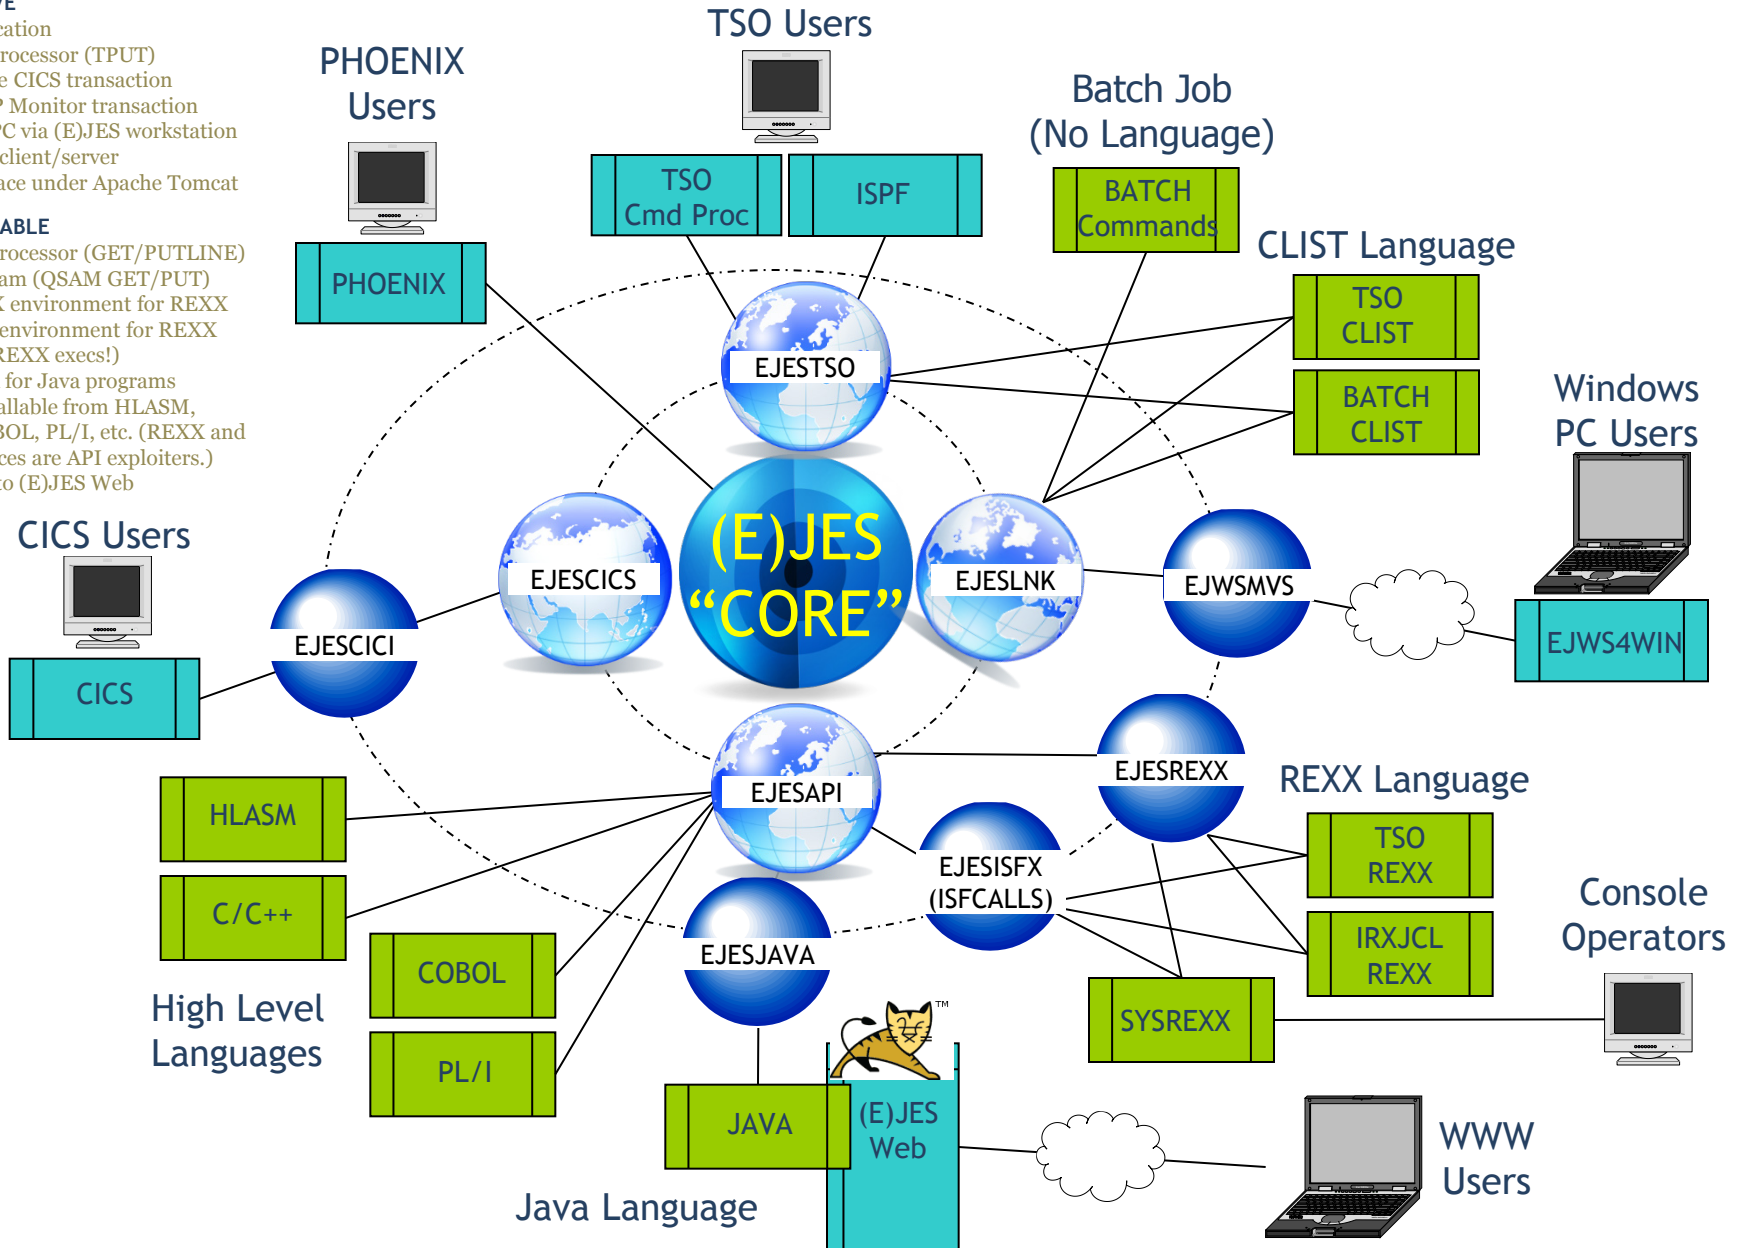 VE
cation
rocessor (TPUT)
e CICS transaction
P Monitor transaction
PC via (E)JES workstation
client/server
ace under Apache Tomcat
ABLE
rocessor (GET/PUTLINE)
am (QSAM GET/PUT)
X environment for REXX
environment for REXX
REXX execs!)
for Java programs
allable from HLASM,
BOL, PL/I, etc. (REXX and
ces are API exploiters.)
to (E)JES Web
PHOENIX
Users
PHOENIX
TSO Users
TSO
Cmd Proc
ISPF
Batch Job
(No Language)
BATCH
Commands
CLIST Language
TSO
CLIST
BATCH
CLIST
Windows
PC Users
EJWS4WIN
CICS Users
CICS
EJESCICI
EJESCICS
EJESTSO
(E)JES
“CORE”
EJESLNK
EJWSMVS
EJESAPI
EJESREXX
EJESISFX
(ISFCALLS)
EJESJAVA
HLASM
C/C++
COBOL
PL/I
High Level
Languages
REXX Language
TSO
REXX
IRXJCL
REXX
SYSREXX
Console
Operators
JAVA
Java Language
TM
(E)JES
Web
WWW
Users